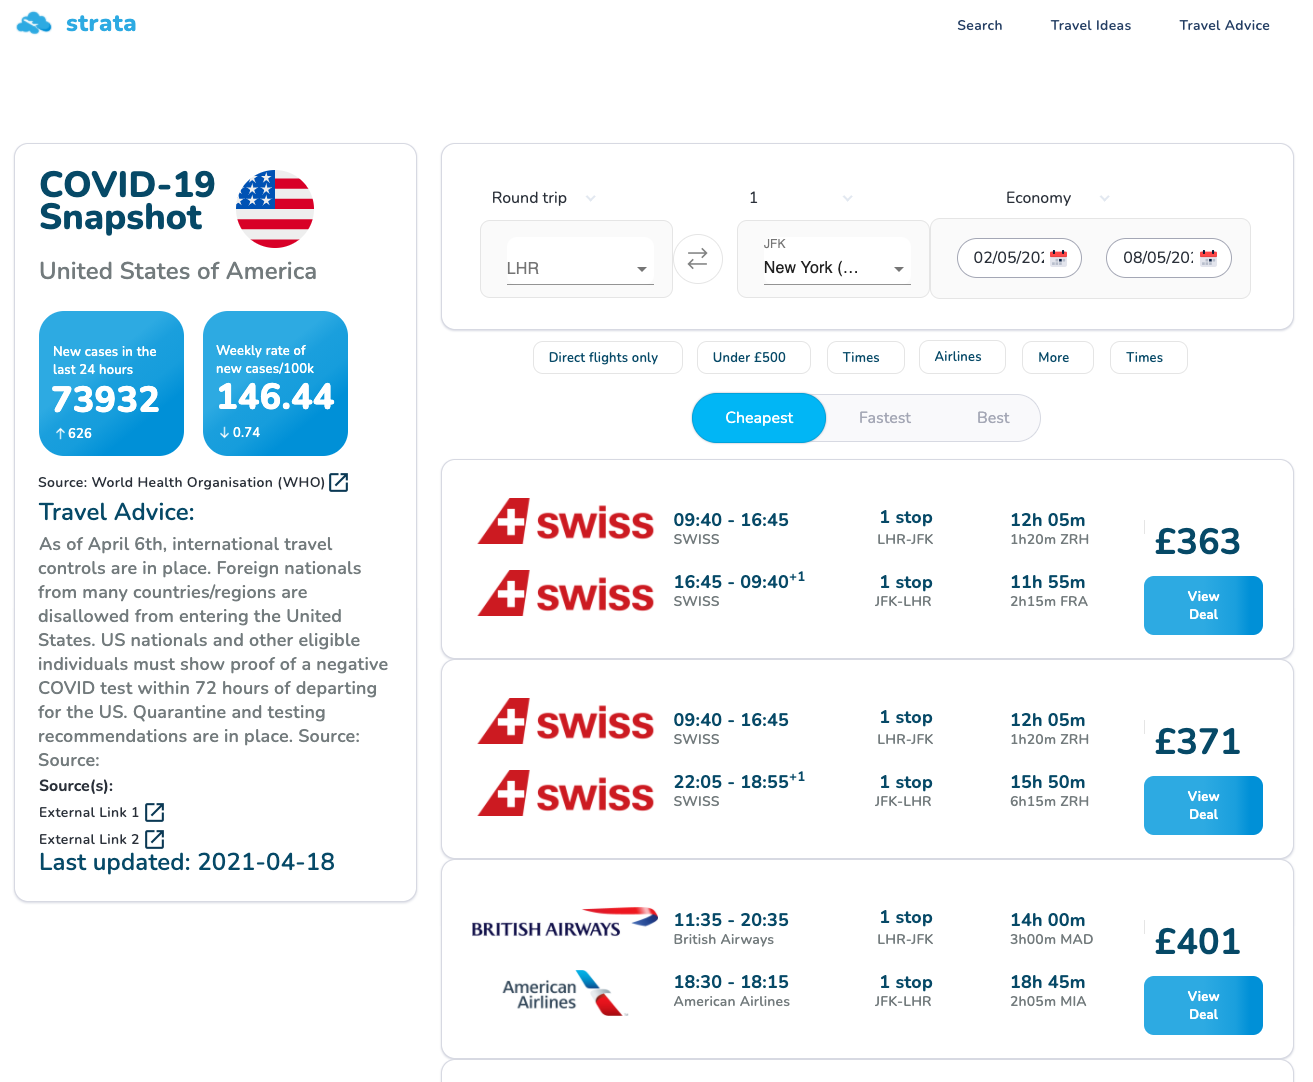 strata
Search
Travel Ideas
Travel Advice
COVID-19
Snapshot
United States of America
New cases in the
last 24 hours
73932
↑626
Weekly rate of
new cases/100k
146.44
↓ 0.74
Source: World Health Organisation (WHO)
Travel Advice:
As of April 6th, international travel
controls are in place. Foreign nationals
from many countries/regions are
disallowed from entering the United
States. US nationals and other eligible
individuals must show proof of a negative
COVID test within 72 hours of departing
for the US. Quarantine and testing
recommendations are in place. Source:
Source:
Source(s):
External Link 1
External Link 2
Last updated: 2021-04-18
Round trip
1
Economy
LHR
JFK
New York (...
02/05/202
08/05/202
Direct flights only
Under £500
Times
Airlines
More
Times
Cheapest
Fastest
Best
swiss
09:40 - 16:45
SWISS
1 stop
LHR-JFK
12h 05m
1h20m ZRH
swiss
16:45 - 09:40+1
SWISS
1 stop
JFK-LHR
11h 55m
2h15m FRA
£363
View
Deal
swiss
09:40 - 16:45
SWISS
1 stop
LHR-JFK
12h 05m
1h20m ZRH
swiss
22:05 - 18:55+1
SWISS
1 stop
JFK-LHR
15h 50m
6h15m ZRH
£371
View
Deal
BRITISH AIRWAYS
11:35 - 20:35
British Airways
1 stop
LHR-JFK
14h 00m
3h00m MAD
American
Airlines
18:30 - 18:15
American Airlines
1 stop
JFK-LHR
18h 45m
2h05m MIA
£401
View
Deal